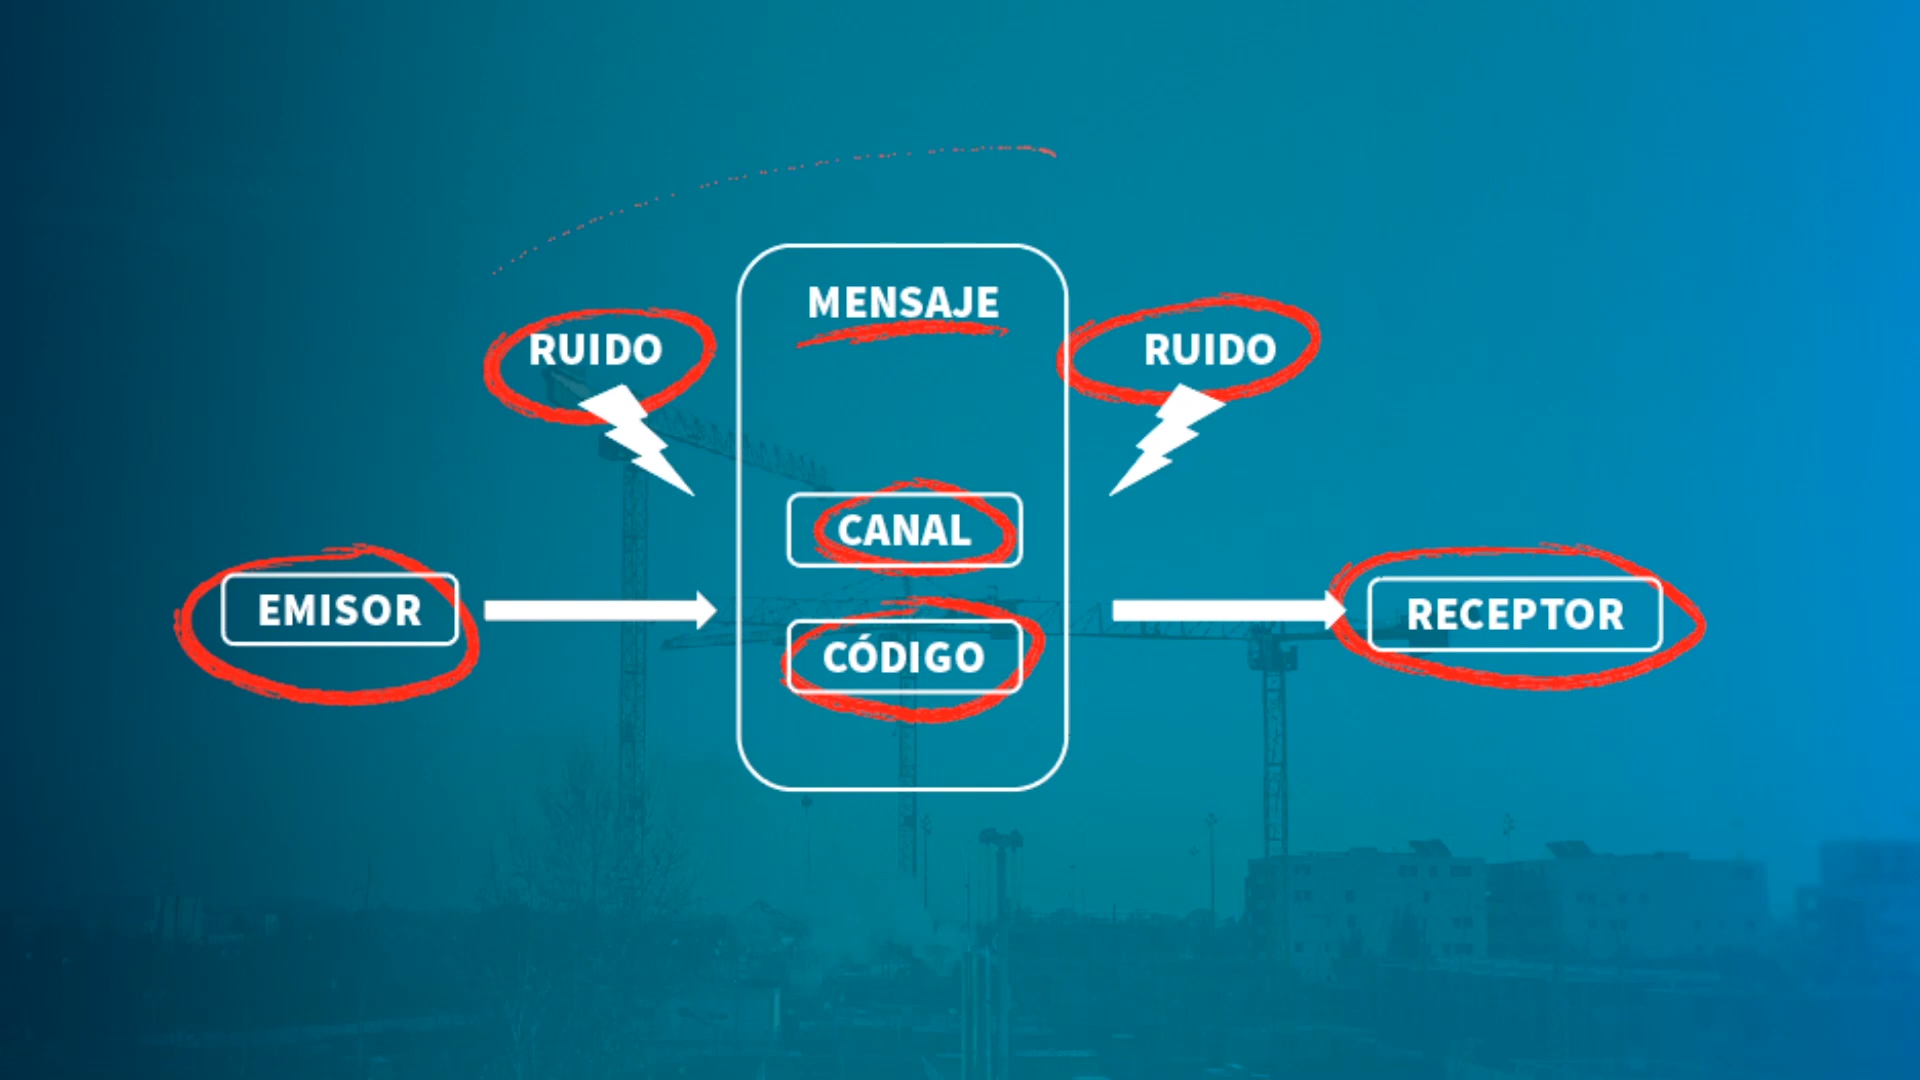 MENSAJE
RUIDO
RUIDO
CANAL
EMISOR
CÓDIGO
RECEPTOR